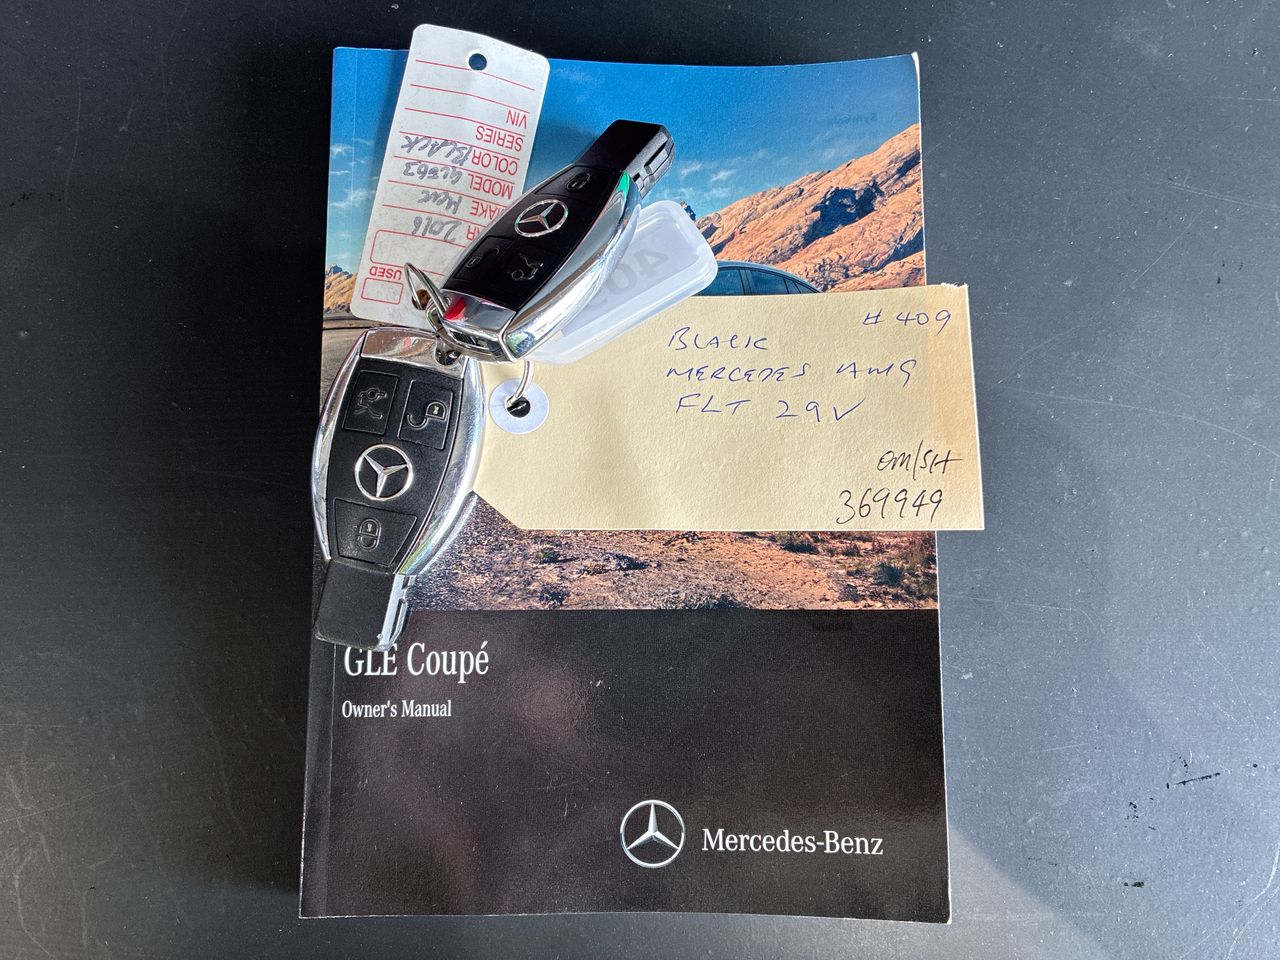 VIN
SERIES
COLOR BLACK
MODEL GLE63
MAKE Merc
2016
USED
# 409
BLACK
MERCEDES AMG
FLT 29V
OM/SH
369949
GLE Coupé
Owner's Manual
Mercedes-Benz